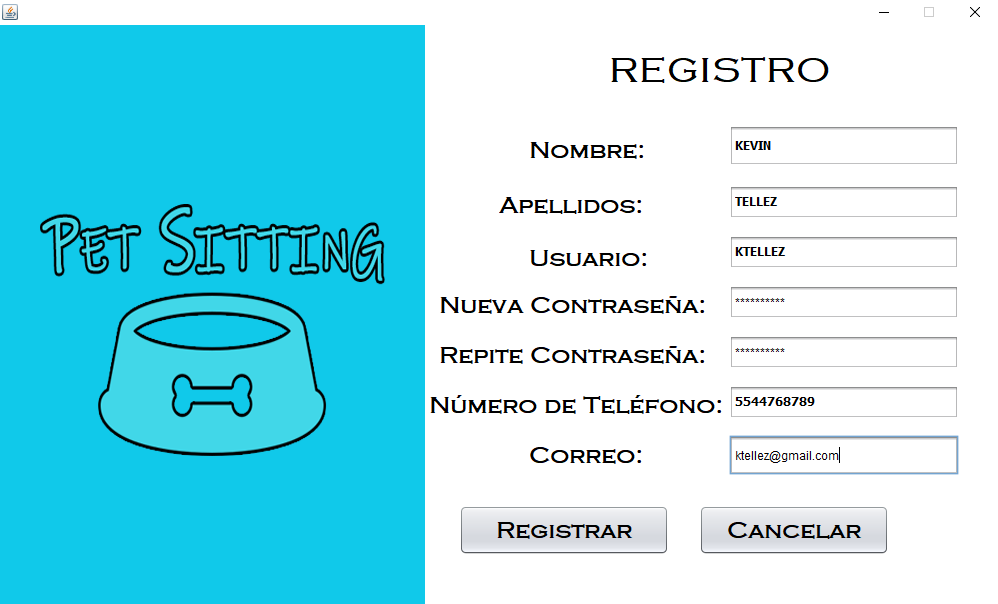 Pet Sitting
REGISTRO
Nombre: KEVIN
Apellidos: TELLEZ
Usuario: KTELLEZ
Nueva Contraseña: **********
Repite Contraseña: **********
Número de Teléfono: 5544768789
Correo: ktellez@gmail.com
Registrar Cancelar